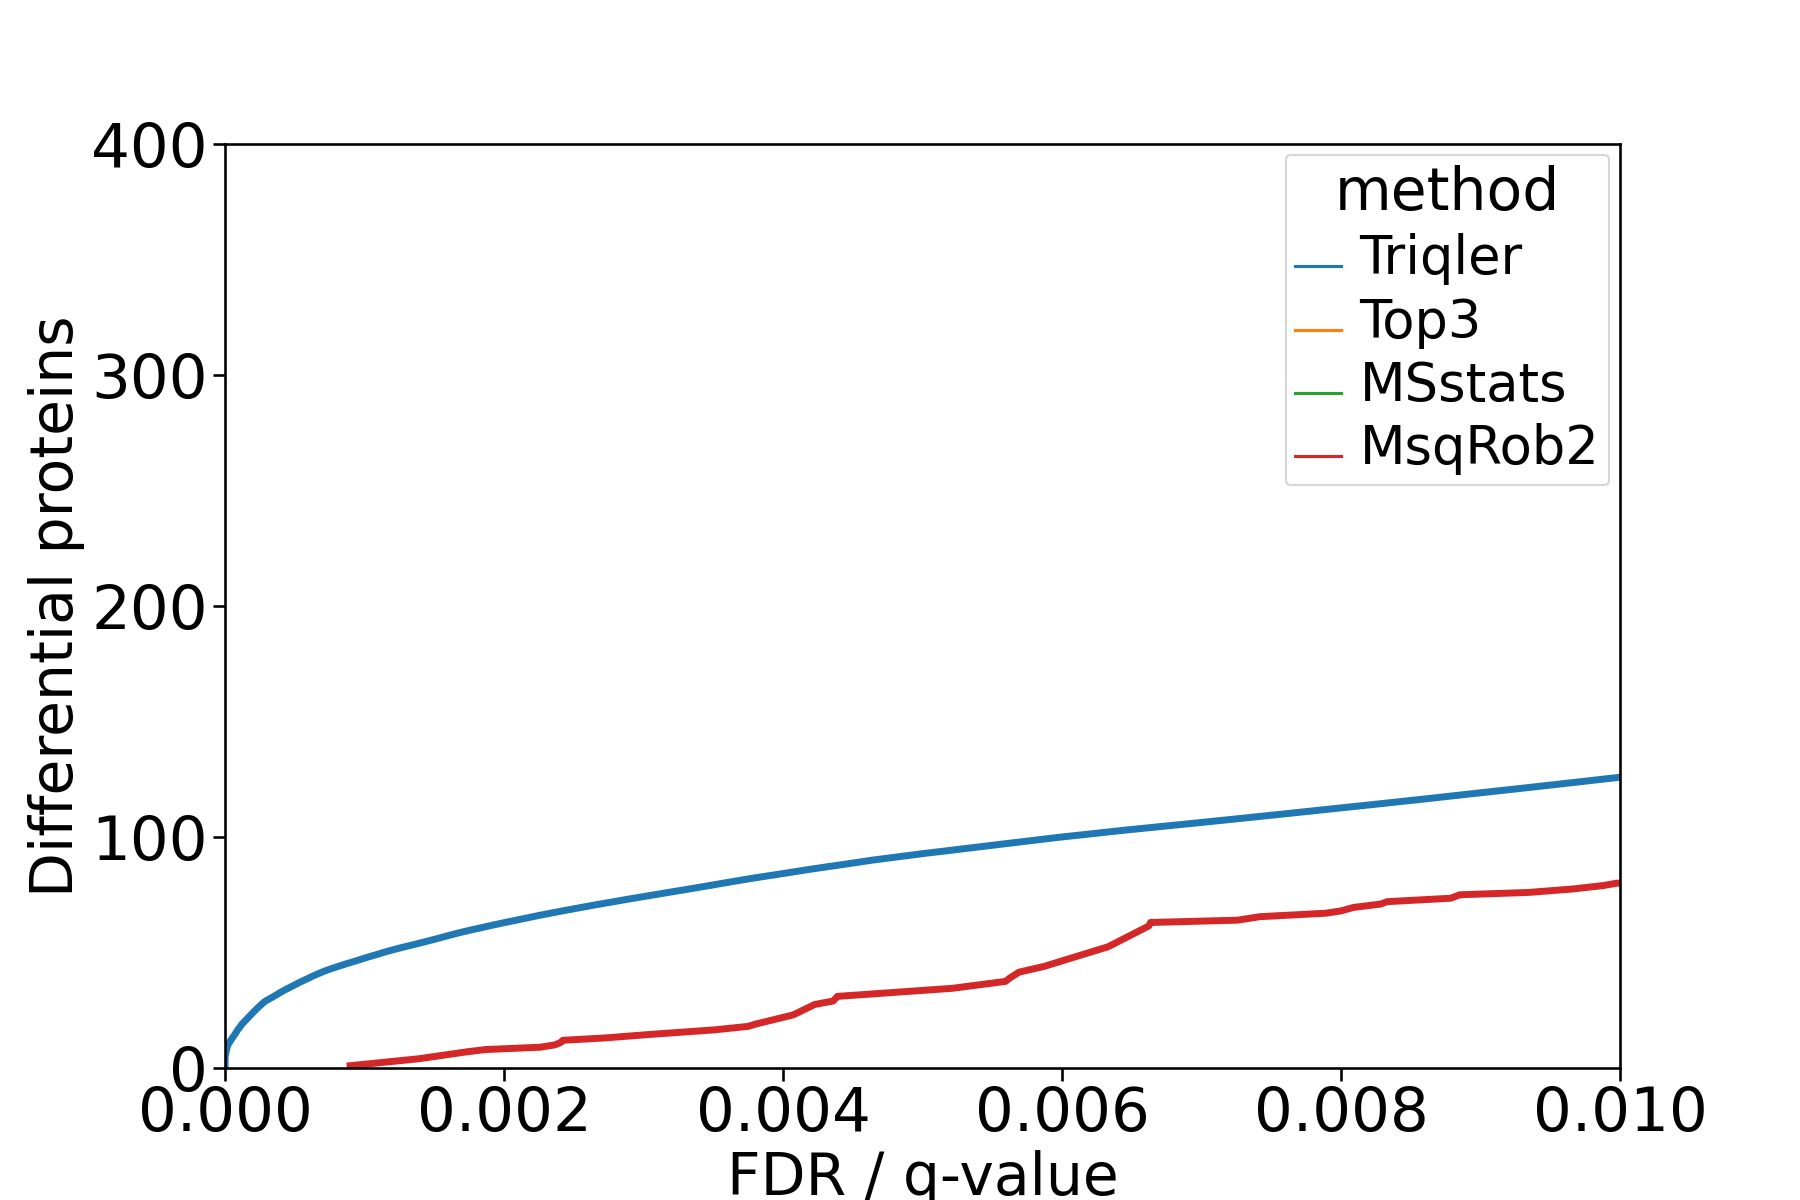 400
300
200
100
0
Differential proteins
method
Triqler
Top3
MSstats
MsqRob2
0.000 0.002 0.004 0.006 0.008 0.010
FDR / q-value